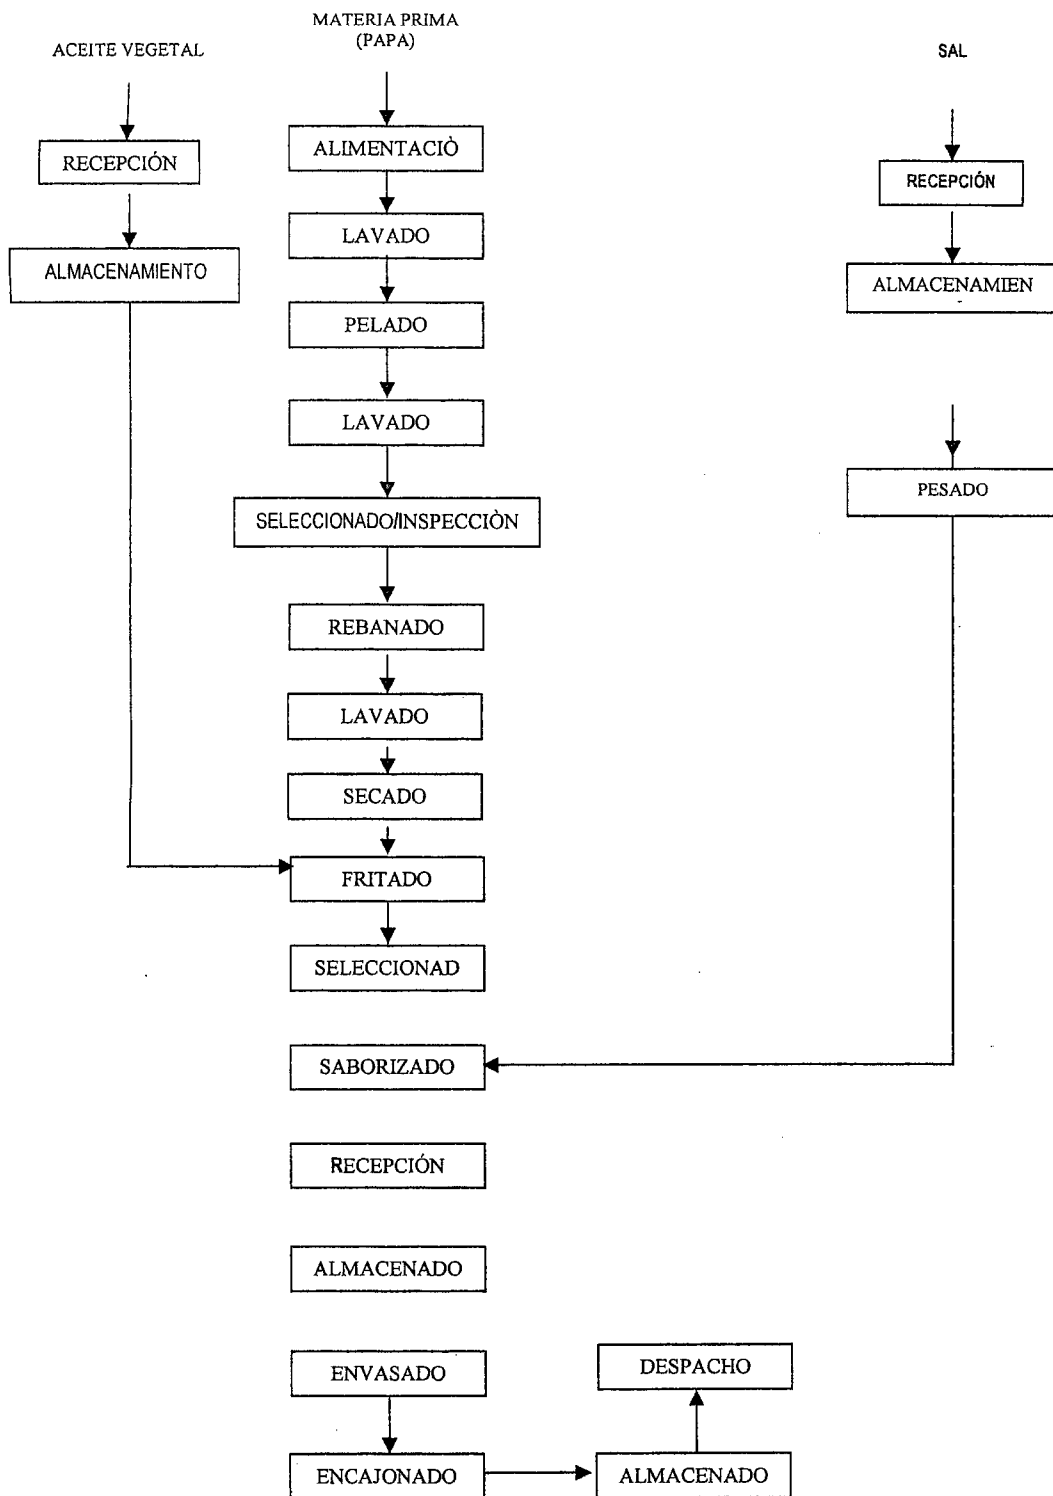 MATERIA PRIMA
(PAPA)
ACEITE VEGETAL
SAL
RECEPCIÓN
ALIMENTACIÒ
RECEPCIÓN
LAVADO
ALMACENAMIENTO
ALMACENAMIEN
PELADO
LAVADO
PESADO
SELECCIONADO/INSPECCIÒN
REBANADO
LAVADO
SECADO
FRITADO
SELECCIONAD
SABORIZADO
RECEPCIÓN
ALMACENADO
ENVASADO
DESPACHO
ENCAJONADO
ALMACENADO